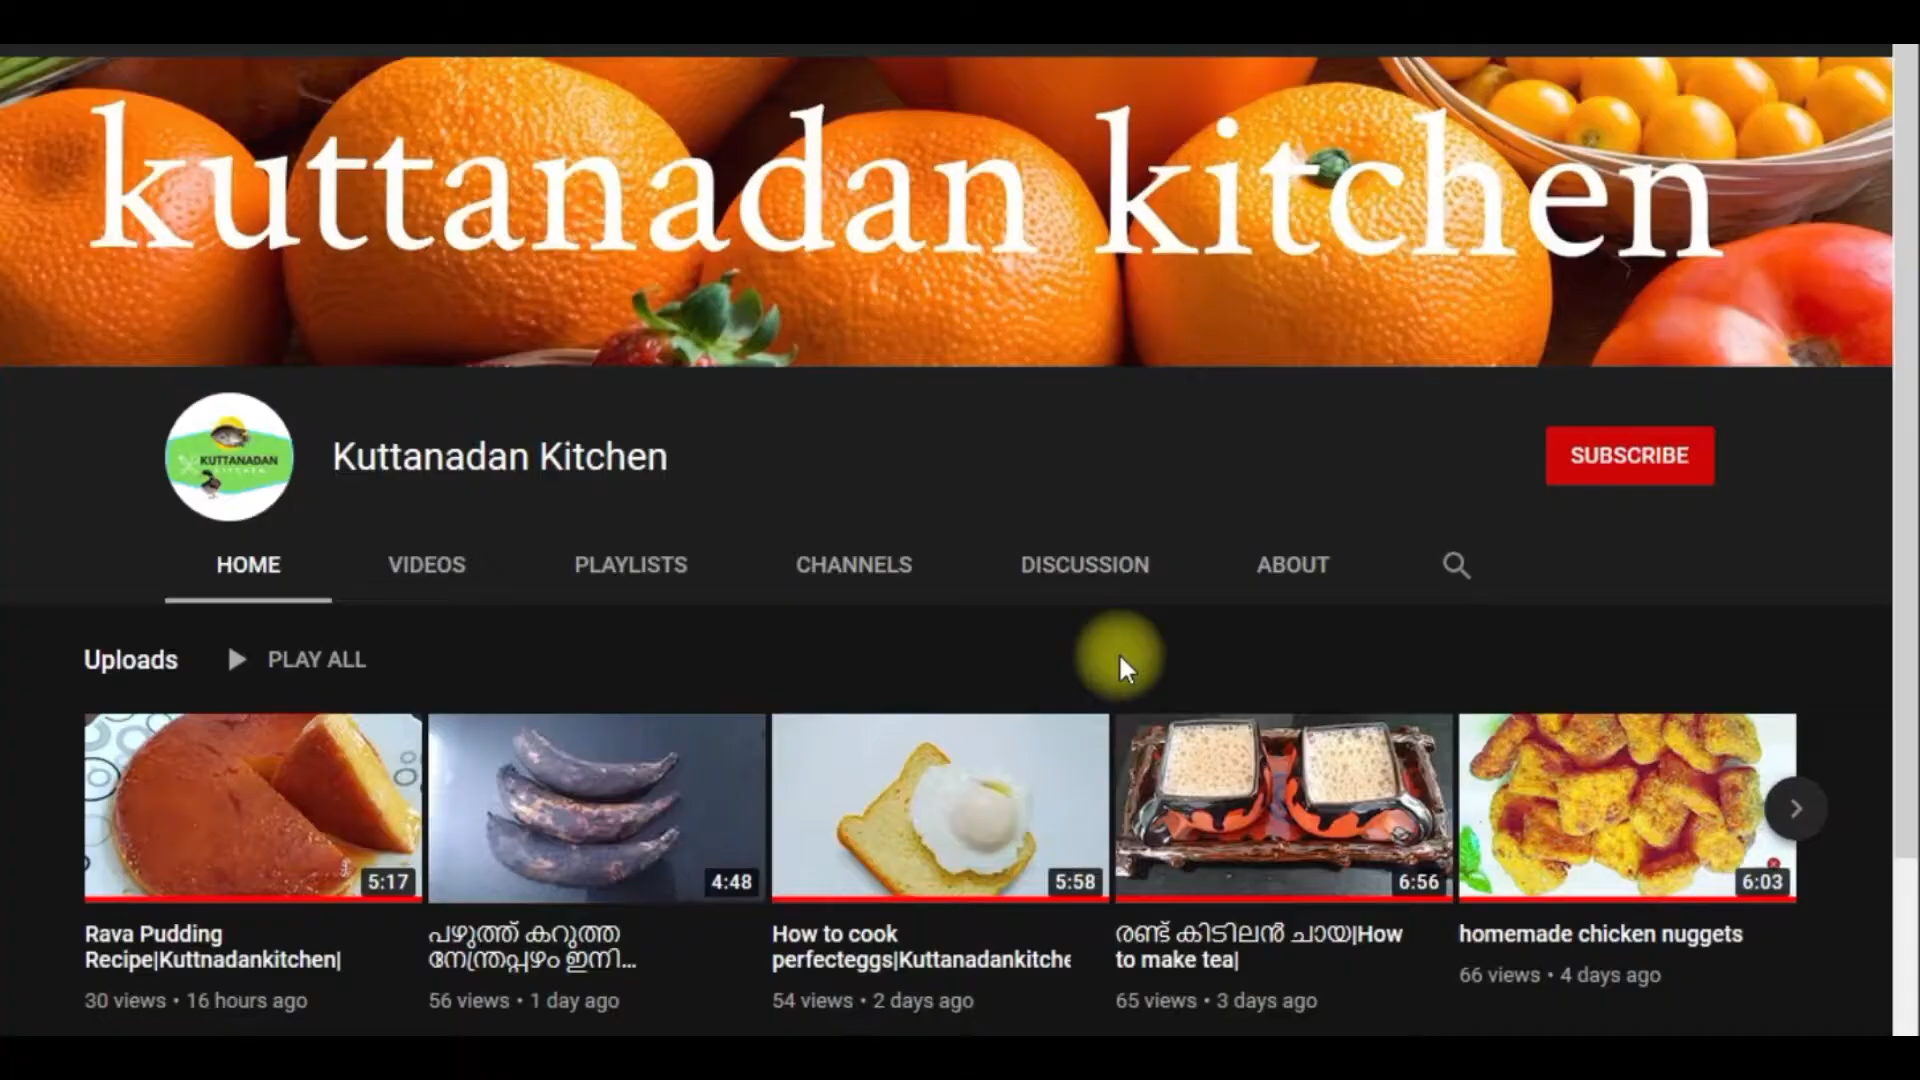 kuttanadan kitchen
KUTTANADAN
KITCHEN
Kuttanadan Kitchen
SUBSCRIBE
HOME VIDEOS PLAYLISTS CHANNELS DISCUSSION ABOUT
Uploads PLAY ALL
5:17 4:48 5:58 6:56 6:03
Rava Pudding
Recipe|Kuttnadankitchen|
30 views • 16 hours ago
പഴുത്ത് കറുത്ത
നേന്ത്രപ്പഴം ഇനി...
56 views • 1 day ago
How to cook
perfecteggs|Kuttanadankitche
54 views • 2 days ago
രണ്ട് കിടിലൻ ചായ|How
to make tea|
65 views • 3 days ago
homemade chicken nuggets
66 views • 4 days ago